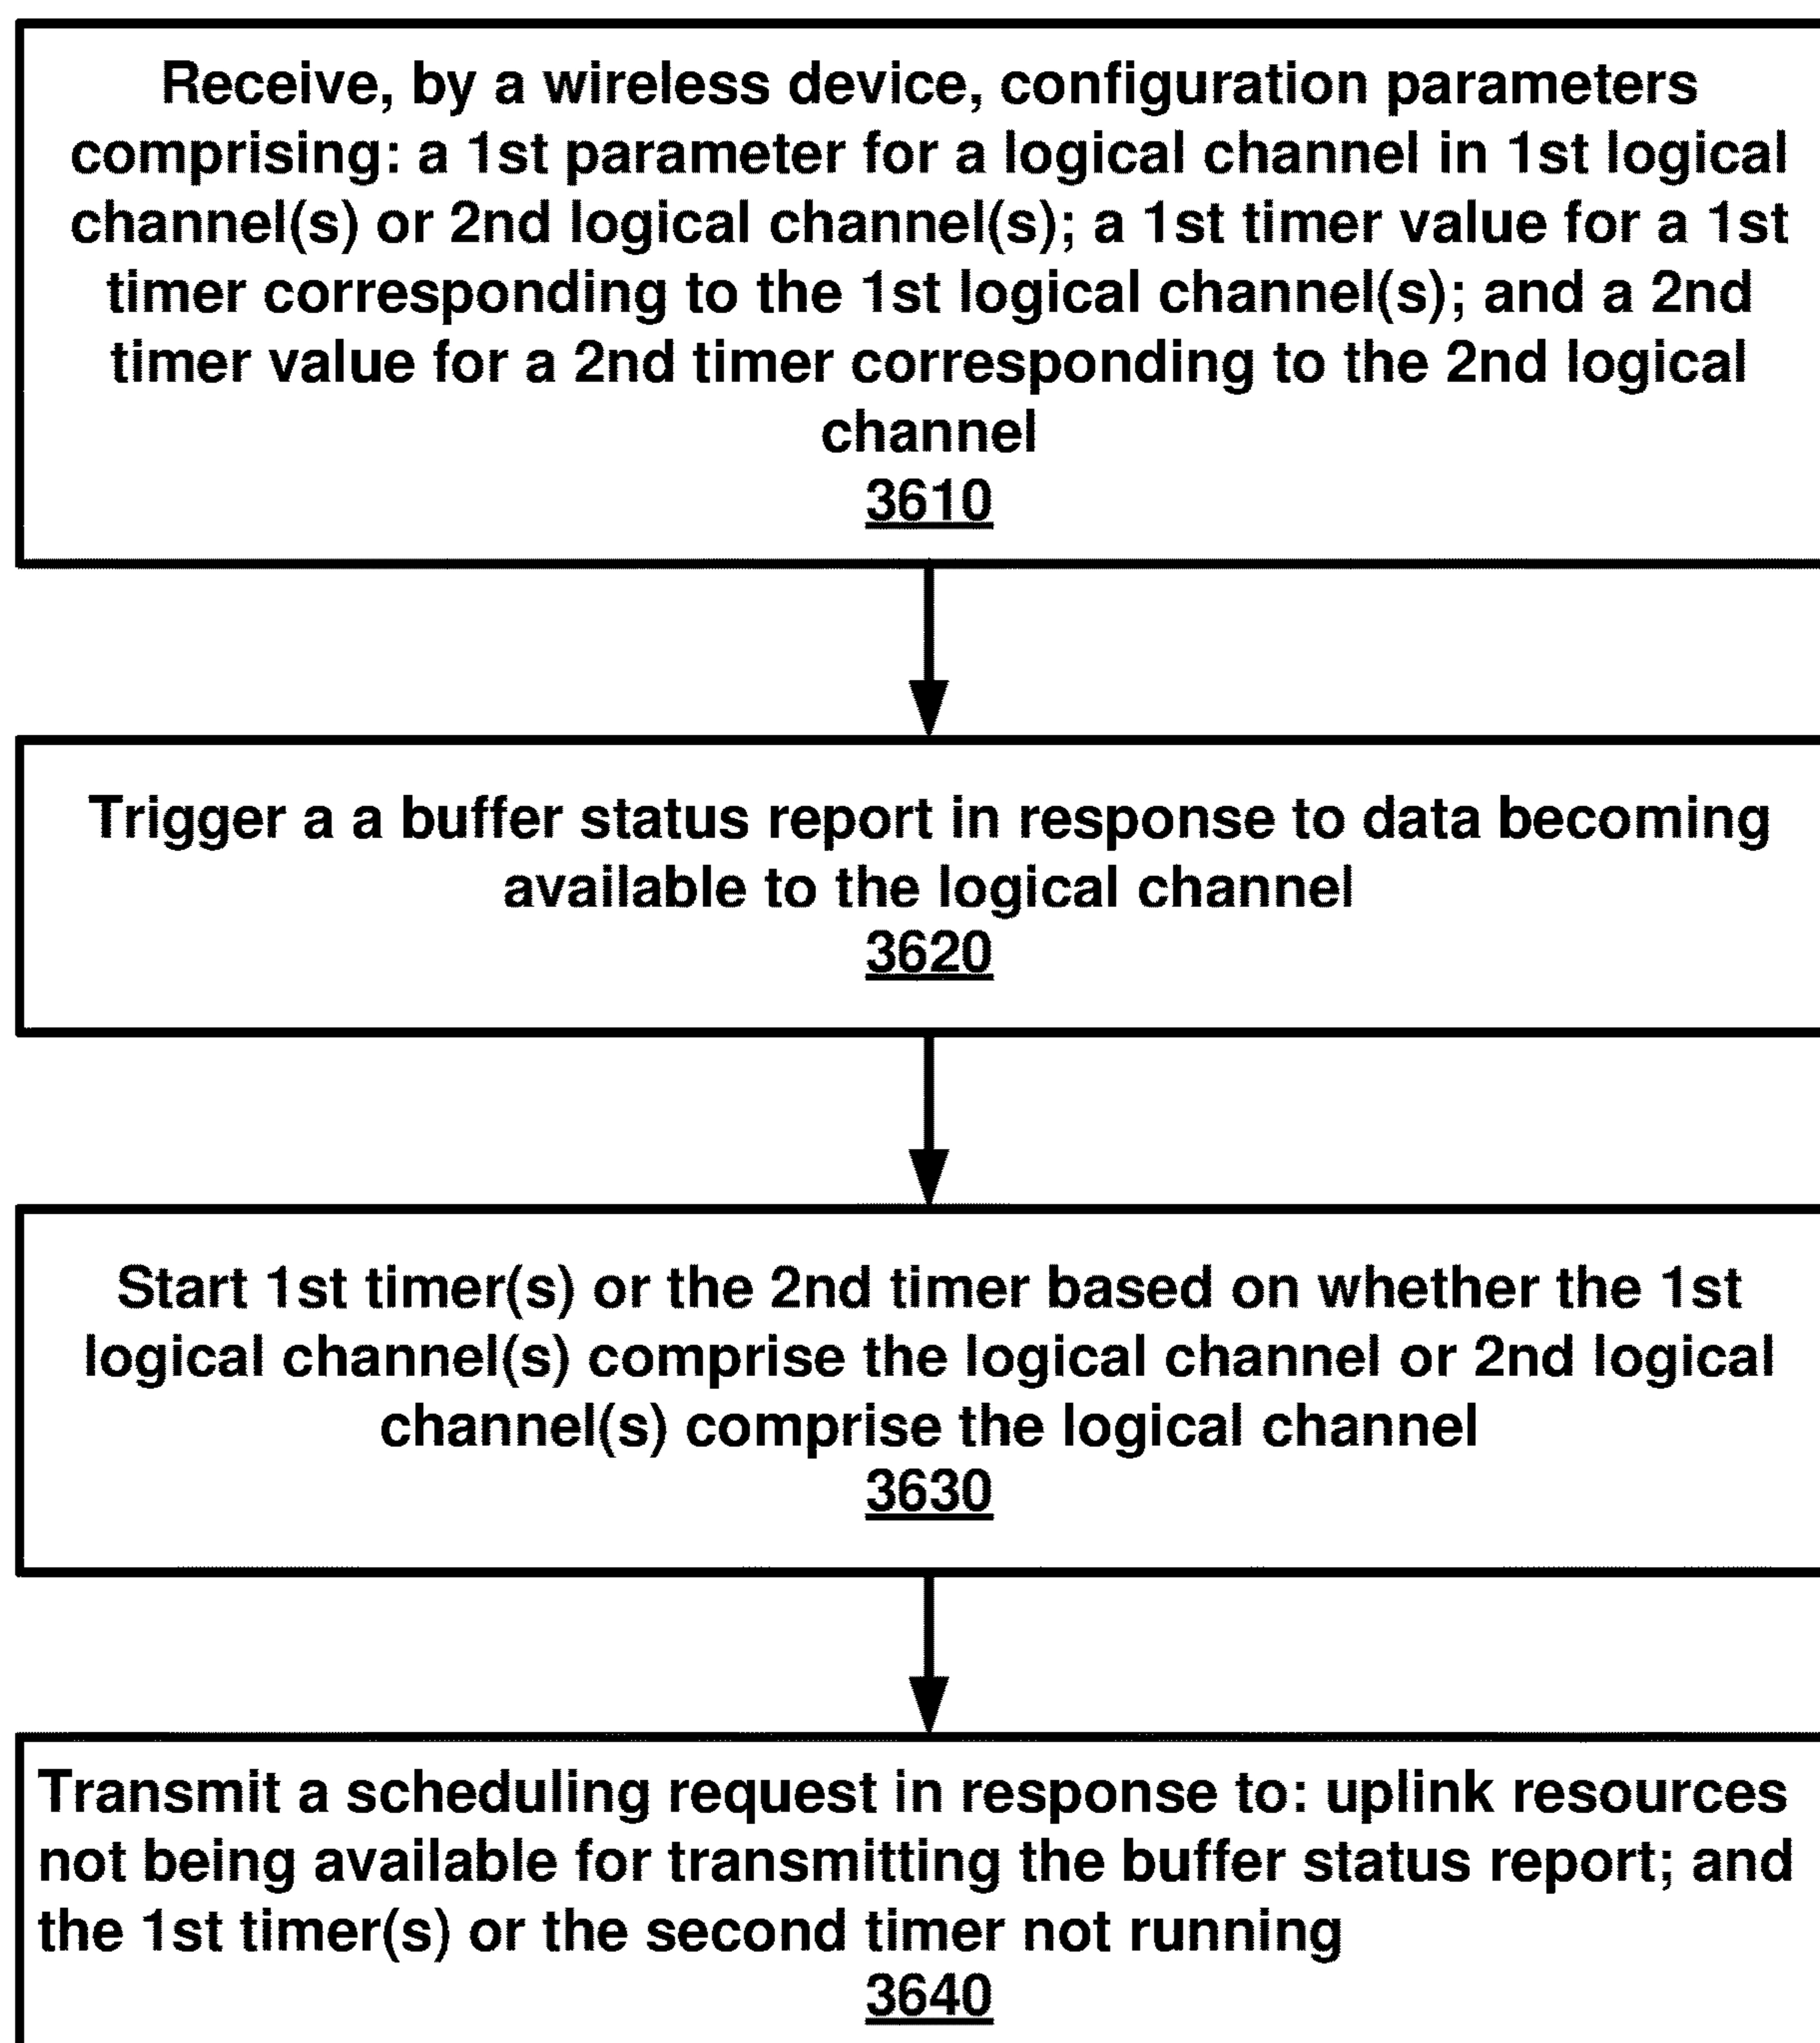 Receive, by a wireless device, configuration parameters
comprising: a 1st parameter for a logical channel in 1st logical
channel(s) or 2nd logical channel(s); a 1st timer value for a 1st
timer corresponding to the 1st logical channel(s); and a 2nd
timer value for a 2nd timer corresponding to the 2nd logical
channel
3610
Trigger a a buffer status report in response to data becoming
available to the logical channel
3620
Start 1st timer(s) or the 2nd timer based on whether the 1st
logical channel(s) comprise the logical channel or 2nd logical
channel(s) comprise the logical channel
3630
Transmit a scheduling request in response to: uplink resources
not being available for transmitting the buffer status report; and
the 1st timer(s) or the second timer not running
3640